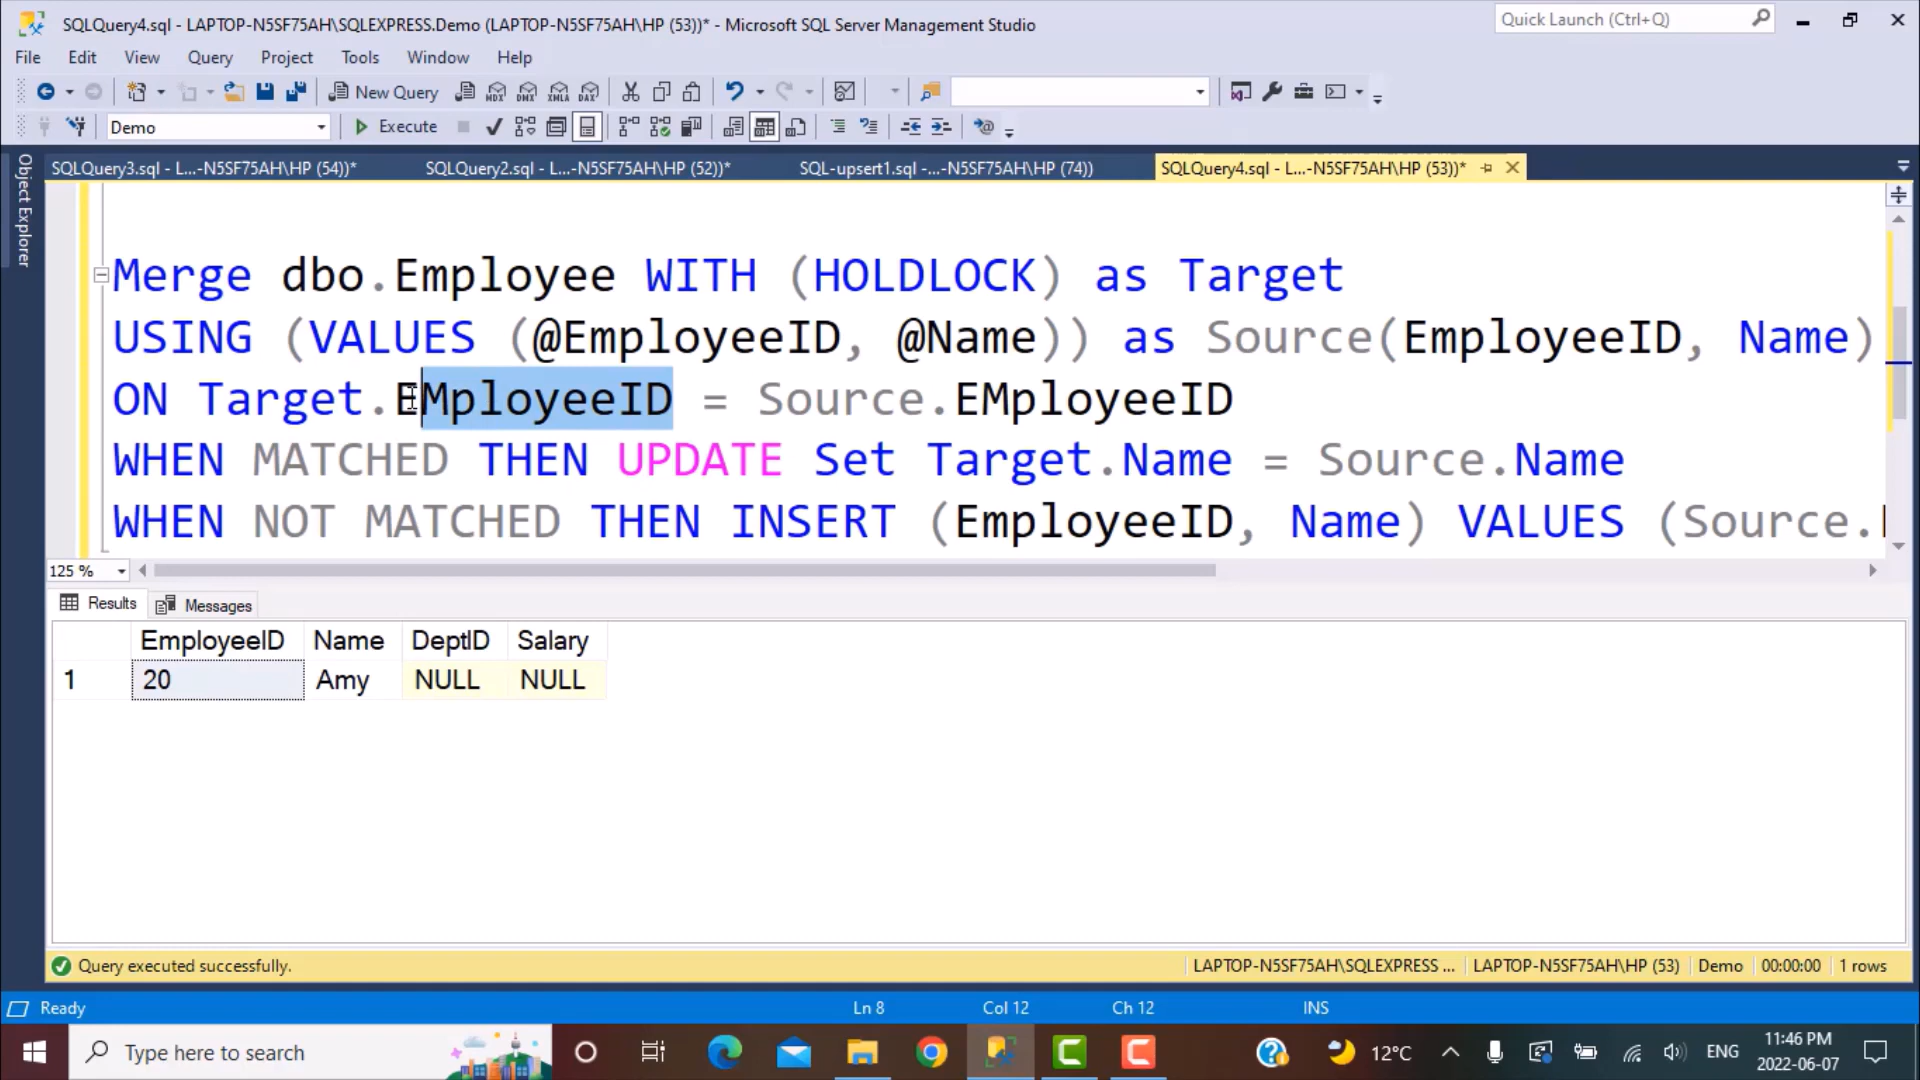 SQLQuery4.sql - LAPTOP-N5SF75AH\SQLEXPRESS.Demo (LAPTOP-N5SF75AH\HP (53))* - Microsoft SQL Server Management Studio
Quick Launch (Ctrl+Q)
File Edit View Query Project Tools Window Help
New Query
MDX DMX XMLA DAX
Demo
Execute
Object Explorer
SQLQuery3.sql - L...-N5SF75AH\HP (54))*
SQLQuery2.sql - L...-N5SF75AH\HP (52))*
SQL-upsert1.sql -...-N5SF75AH\HP (74))
SQLQuery4.sql - L...-N5SF75AH\HP (53))*
Merge dbo.Employee WITH (HOLDLOCK) as Target
USING (VALUES (@EmployeeID, @Name)) as Source(EmployeeID, Name)
ON Target.EMployeeID = Source.EMployeeID
WHEN MATCHED THEN UPDATE Set Target.Name = Source.Name
WHEN NOT MATCHED THEN INSERT (EmployeeID, Name) VALUES (Source.
125 %
Results Messages
EmployeeID Name DeptID Salary
1 20 Amy NULL NULL
Query executed successfully.
LAPTOP-N5SF75AH\SQLEXPRESS ... LAPTOP-N5SF75AH\HP (53) Demo 00:00:00 1 rows
Ready Ln 8 Col 12 Ch 12 INS
Type here to search
12°C
ENG
11:46 PM
2022-06-07